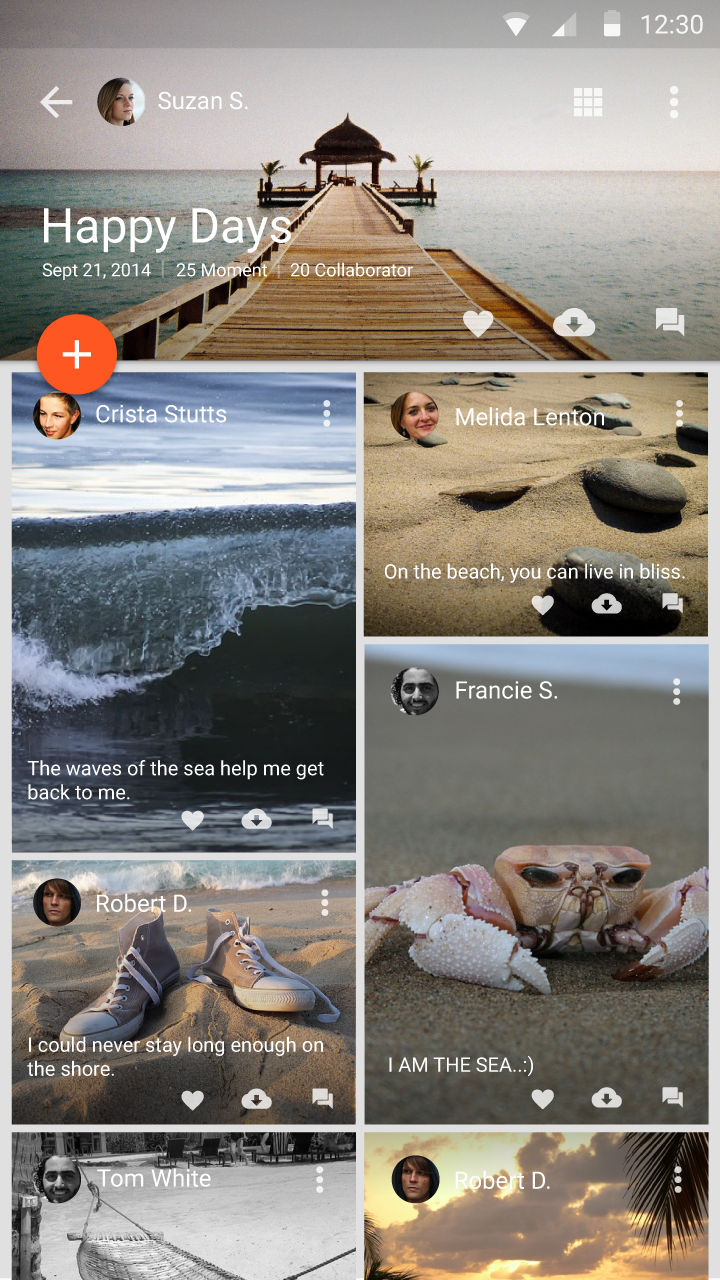 12:30
Suzan S.
Happy Days
Sept 21, 2014 | 25 Moment | 20 Collaborator
Crista Stutts
The waves of the sea help me get
back to me.
Melida Lenton
On the beach, you can live in bliss.
Francie S.
I AM THE SEA..:)
Robert D.
I could never stay long enough on
the shore.
Tom White
Robert D.